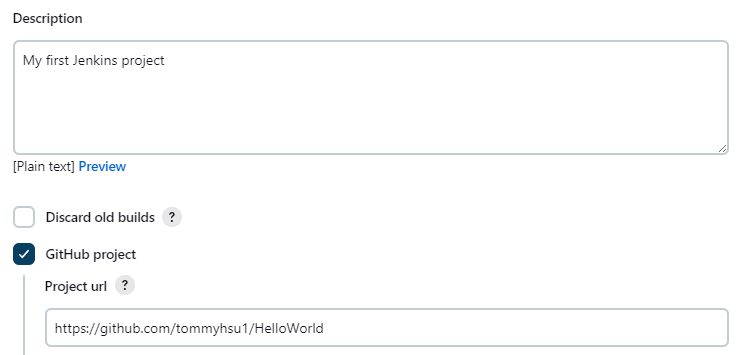 Description
My first Jenkins project
[Plain text] Preview
Discard old builds ?
GitHub project
Project url ?
https://github.com/tommyhsu1/HelloWorld